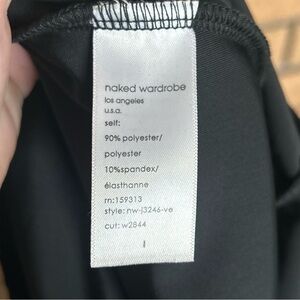 naked wardrobe
los angeles
u.s.a.
self:
90% polyester/
polyester
10%spandex/
élasthanne
rn:159313
style: nw-j3246-ve
cut: w2844